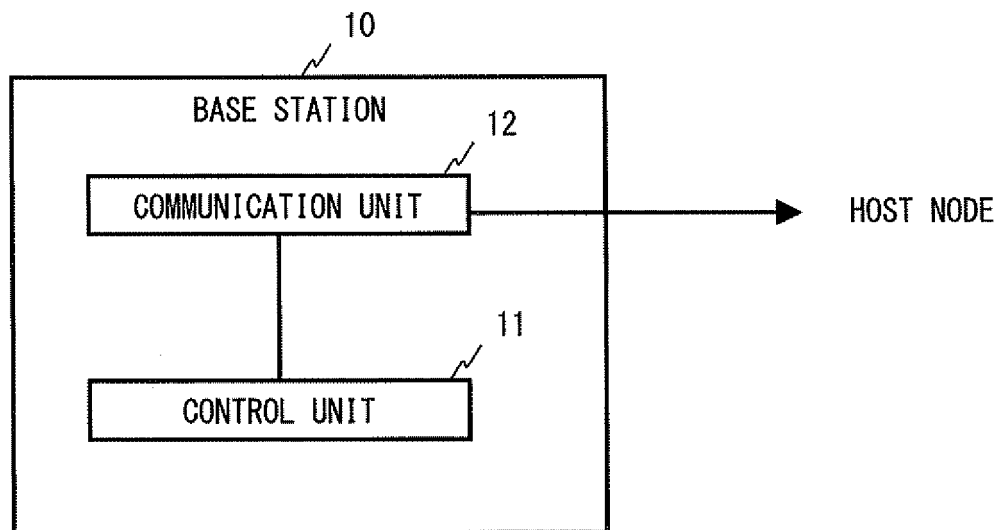 10
BASE STATION
12
COMMUNICATION UNIT
HOST NODE
11
CONTROL UNIT